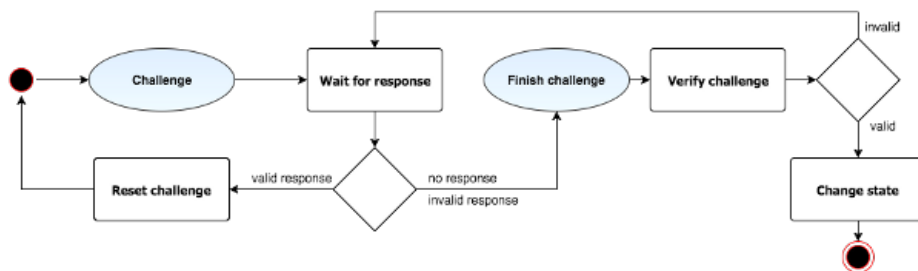 invalid
Challenge
Wait for response
Finish challenge
Verify challenge
valid
valid response
no response
invalid response
Reset challenge
Change state